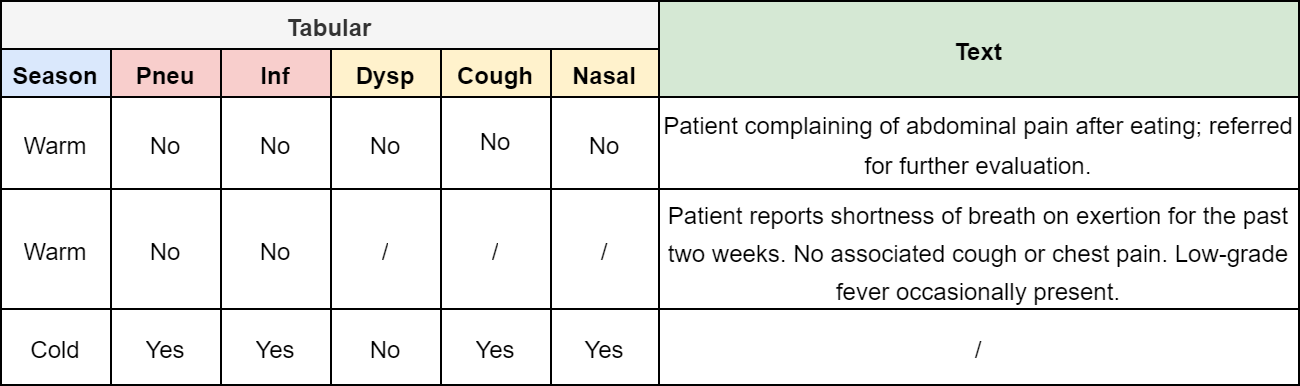 Tabular
Text
Season Pneu Inf Dysp Cough Nasal
Warm No No No No No
Patient complaining of abdominal pain after eating; referred
for further evaluation.
Warm No No / / /
Patient reports shortness of breath on exertion for the past
two weeks. No associated cough or chest pain. Low-grade
fever occasionally present.
Cold Yes Yes No Yes Yes /